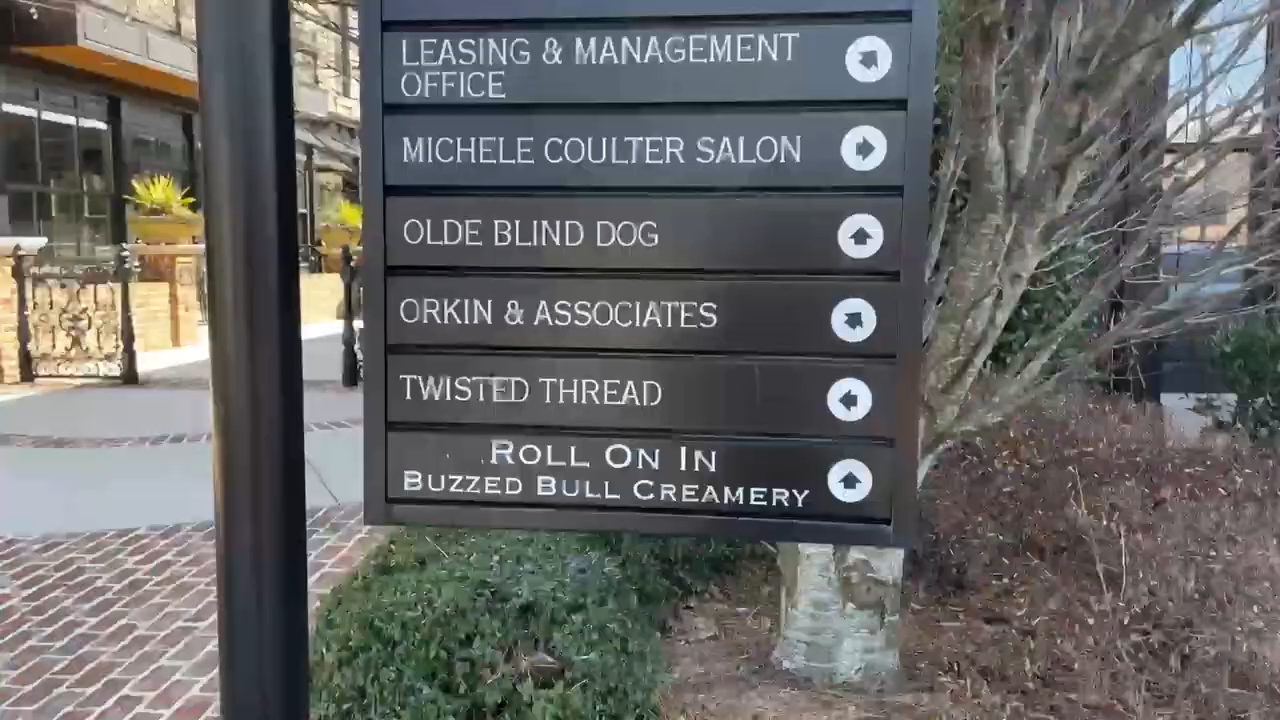 LEASING & MANAGEMENT
OFFICE
MICHELE COULTER SALON
OLDE BLIND DOG
ORKIN & ASSOCIATES
TWISTED THREAD
ROLL ON IN
BUZZED BULL CREAMERY